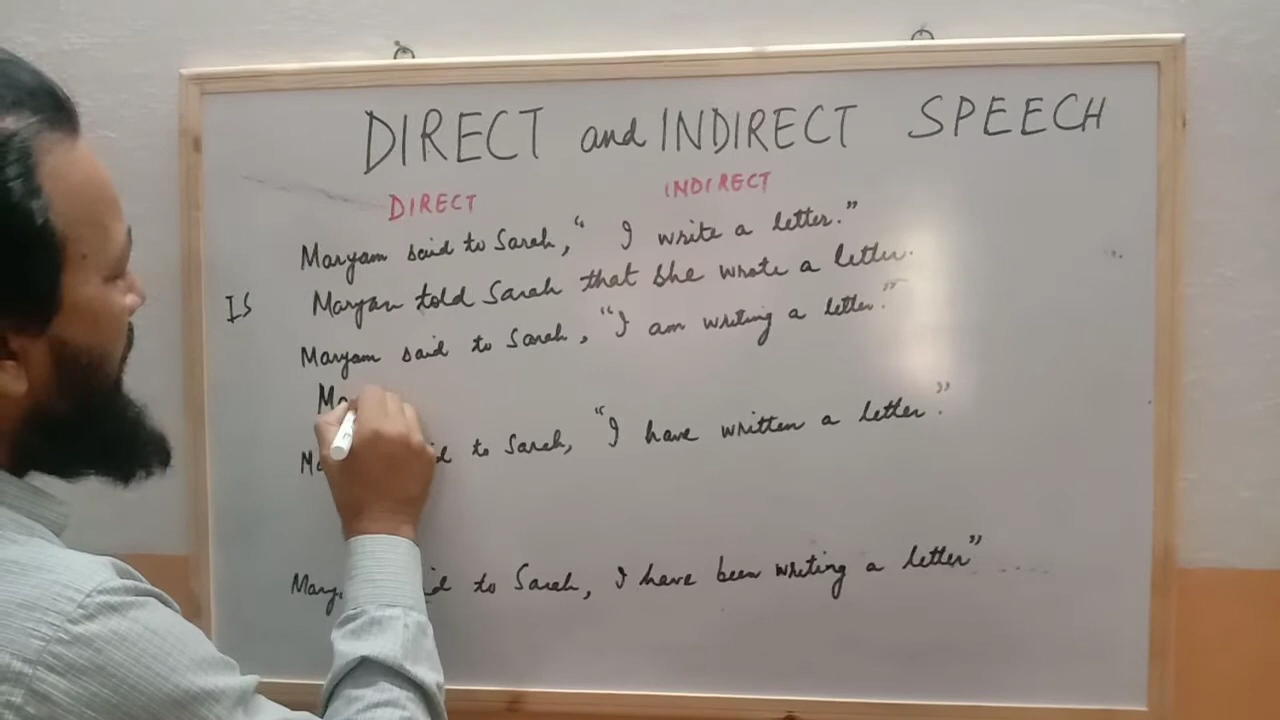 DIRECT and INDIRECT SPEECH
DIRECT INDIRECT
Maryam said to Sarah, “ I write a letter.”
Is Maryam told Sarah that She wrote a letter.
Maryam said to Sarah, “I am writing a letter.”
Ma
to Sarah, “I have written a letter”.
to Sarah, I have been writing a letter”